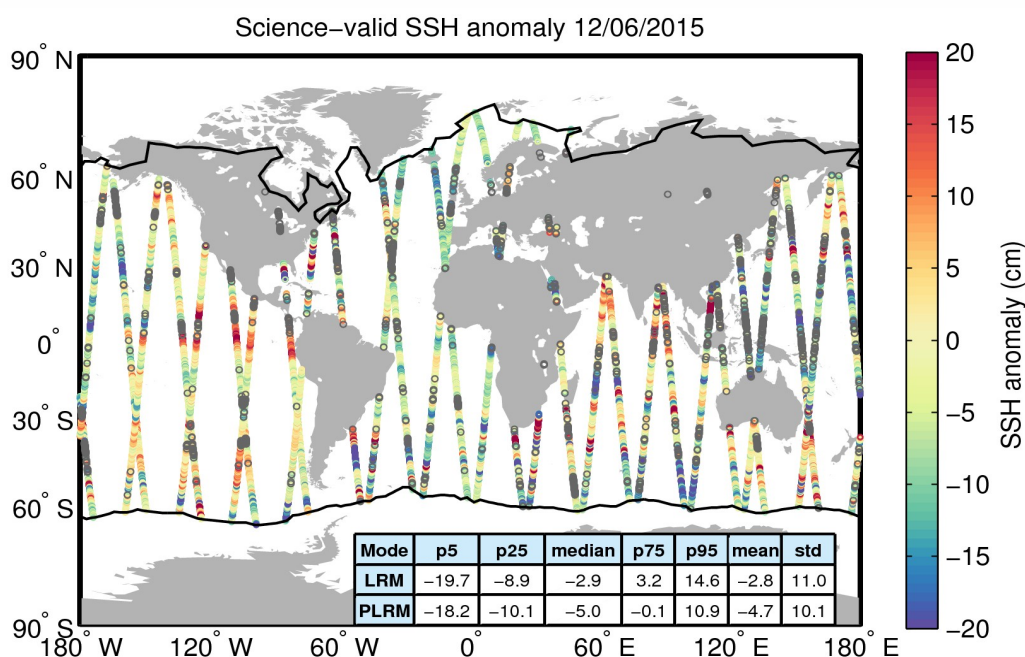 Science−valid SSH anomaly 12/06/2015
90° N
60° N
30° N
0°
30° S
60° S
90° S
180° W
120° W
60° W
0°
60° E
120° E
180° E
Mode p5 p25 median p75 p95 mean std
LRM −19.7 −8.9 −2.9 3.2 14.6 −2.8 11.0
PLRM −18.2 −10.1 −5.0 −0.1 10.9 −4.7 10.1
20
15
10
5
0
−5
−10
−15
−20
SSH anomaly (cm)